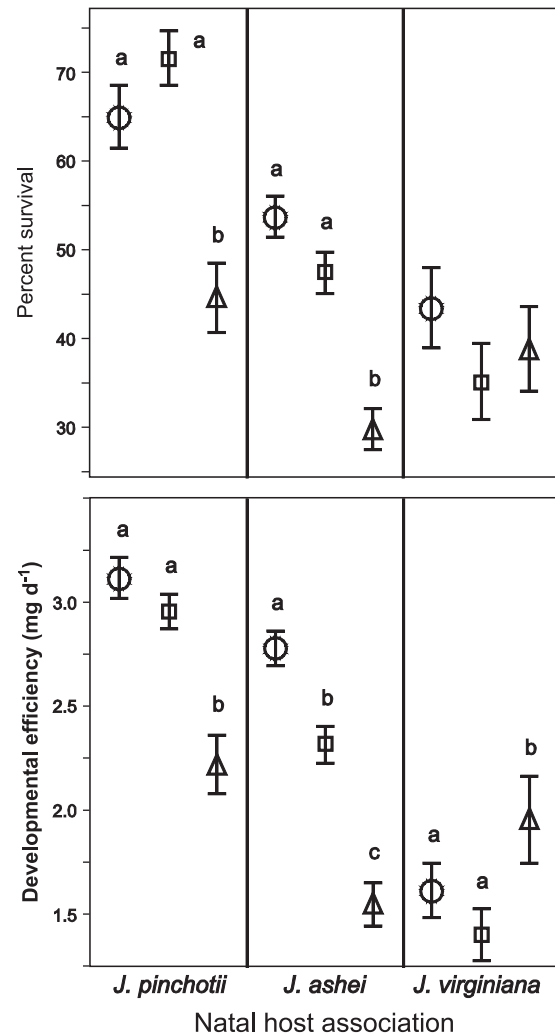 a
a
70
60
a
a
50
b
40
b
30
Percent survival
a
a
a
3.0
b
b
2.5
b
2.0
c
a
a
1.5
Developmental efficiency (mg d⁻¹)
J. pinchotii J. ashei J. virginiana
Natal host association